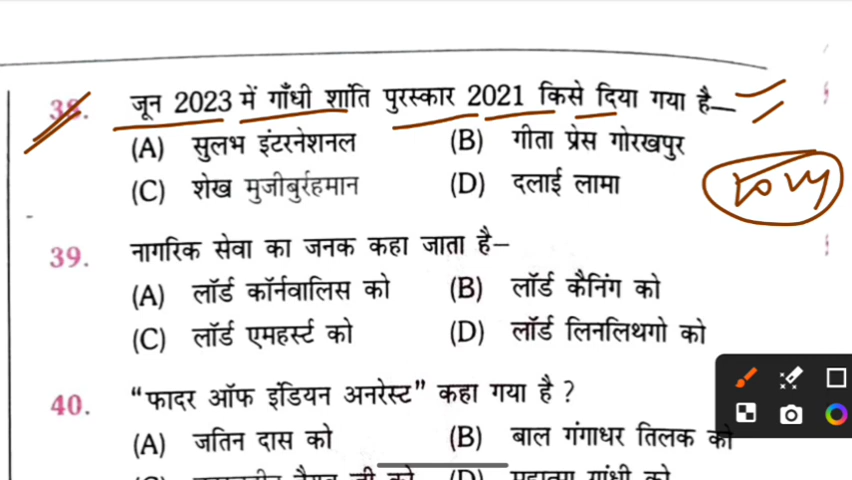 38. जून 2023 में गाँधी शांति पुरस्कार 2021 किसे दिया गया है–
(A) सुलभ इंटरनेशनल (B) गीता प्रेस गोरखपुर
(C) शेख मुजीबुर्रहमान (D) दलाई लामा
39. नागरिक सेवा का जनक कहा जाता है–
(A) लॉर्ड कॉर्नवालिस को (B) लॉर्ड कैनिंग को
(C) लॉर्ड एमहर्स्ट को (D) लॉर्ड लिनलिथगो को
40. “फादर ऑफ इंडियन अनरेस्ट” कहा गया है ?
(A) जतिन दास को (B) बाल गंगाधर तिलक को
(D) महात्मा गांधी को